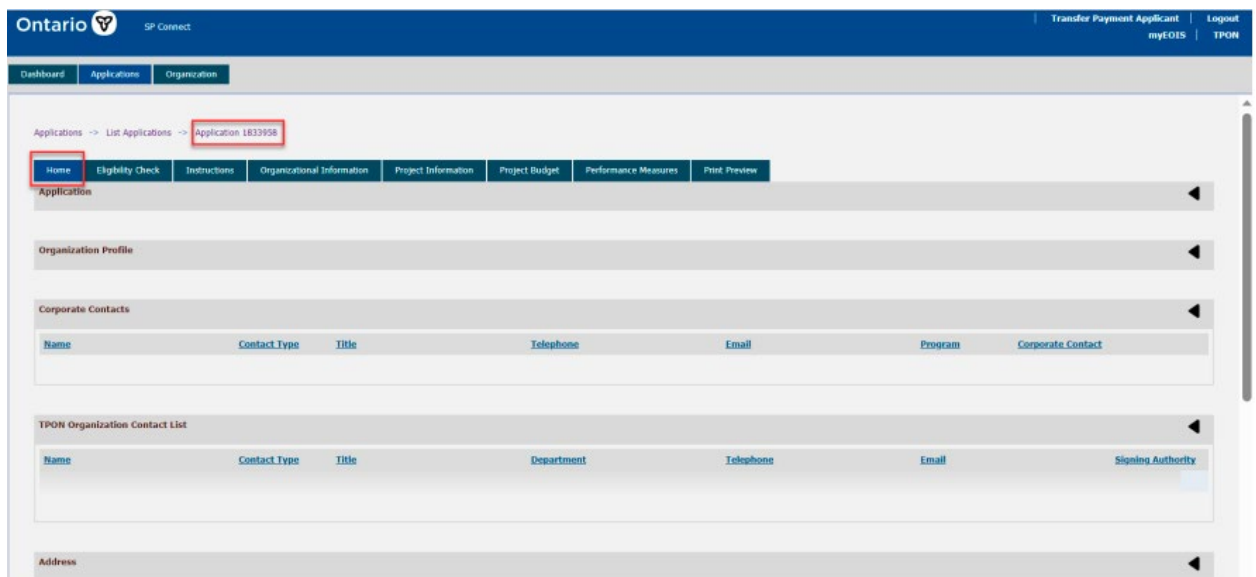 Ontario SP Connect Transfer Payment Applicant | Logout
myEOIS | TPON
Dashboard Applications Organization
Applications -> List Applications -> Application 1833958
Home Eligibility Check Instructions Organizational Information Project Information Project Budget Performance Measures Print Preview
Application
Organization Profile
Corporate Contacts
Name Contact Type Title Telephone Email Program Corporate Contact
TPON Organization Contact List
Name Contact Type Title Department Telephone Email Signing Authority
Address